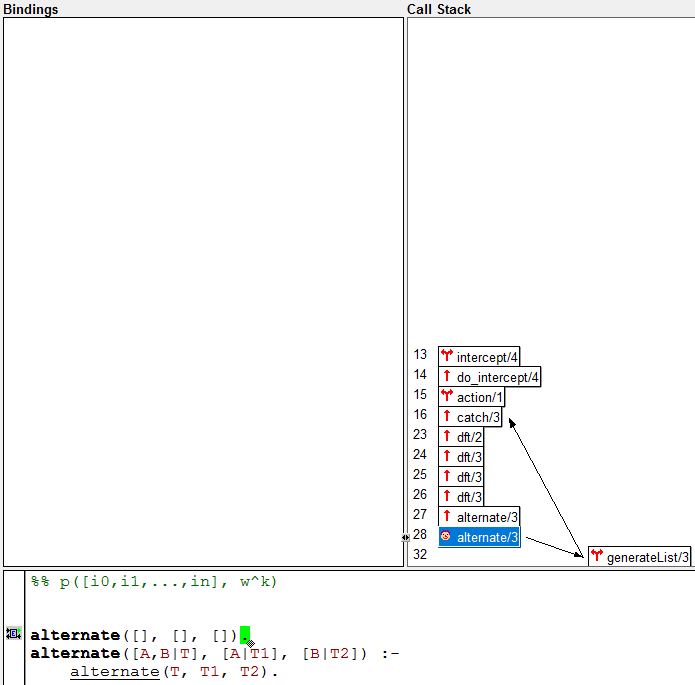 Bindings
Call Stack
13 intercept/4
14 do_intercept/4
15 action/1
16 catch/3
23 dft/2
24 dft/3
25 dft/3
26 dft/3
27 alternate/3
28 alternate/3
32 generateList/3
%% p([i0,i1,...,in], w^k)
alternate([], [], []).
alternate([A,B|T], [A|T1], [B|T2]) :-
alternate(T, T1, T2).